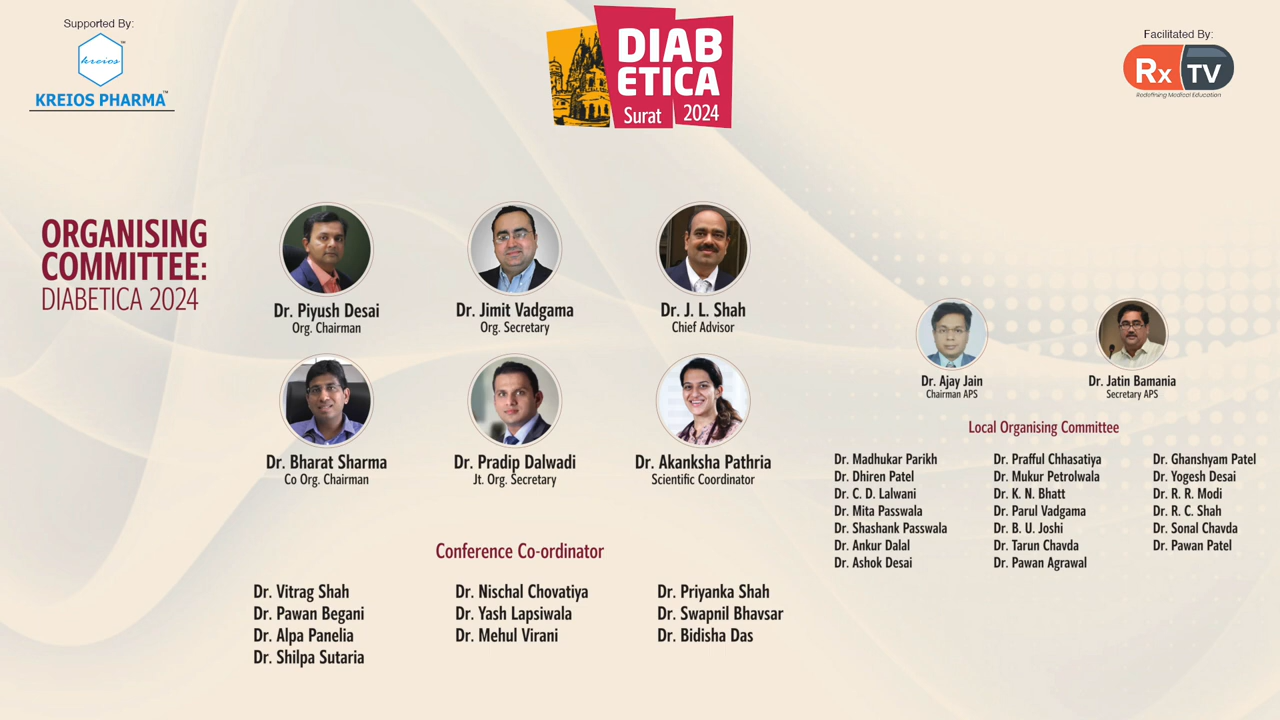 Supported By:
kreios
KREIOS PHARMA™
DIAB
ETICA
Surat 2024
Facilitated By:
Rx TV
Redefining Medical Education
ORGANISING
COMMITTEE:
DIABETICA 2024
Dr. Piyush Desai
Org. Chairman
Dr. Jimit Vadgama
Org. Secretary
Dr. J. L. Shah
Chief Advisor
Dr. Bharat Sharma
Co Org. Chairman
Dr. Pradip Dalwadi
Jt. Org. Secretary
Dr. Akanksha Pathria
Scientific Coordinator
Conference Co-ordinator
Dr. Vitrag Shah
Dr. Pawan Begani
Dr. Alpa Panelia
Dr. Shilpa Sutaria
Dr. Nischal Chovatiya
Dr. Yash Lapsiwala
Dr. Mehul Virani
Dr. Priyanka Shah
Dr. Swapnil Bhavsar
Dr. Bidisha Das
Dr. Ajay Jain
Chairman APS
Dr. Jatin Bamania
Secretary APS
Local Organising Committee
Dr. Madhukar Parikh
Dr. Dhiren Patel
Dr. C. D. Lalwani
Dr. Mita Passwala
Dr. Shashank Passwala
Dr. Ankur Dalal
Dr. Ashok Desai
Dr. Prafful Chhasatiya
Dr. Mukur Petrolwala
Dr. K. N. Bhatt
Dr. Parul Vadgama
Dr. B. U. Joshi
Dr. Tarun Chavda
Dr. Pawan Agrawal
Dr. Ghanshyam Patel
Dr. Yogesh Desai
Dr. R. R. Modi
Dr. R. C. Shah
Dr. Sonal Chavda
Dr. Pawan Patel